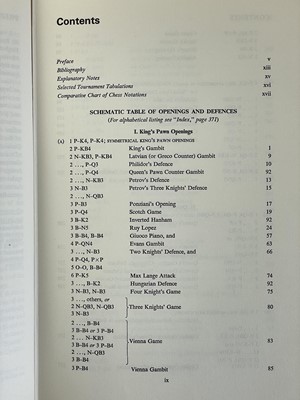 Contents
Preface v
Bibliography xiii
Explanatory Notes xv
Selected Tournament Tabulations xvi
Comparative Chart of Chess Notations xvii
SCHEMATIC TABLE OF OPENINGS AND DEFENCES
(For alphabetical listing see "Index," page 371)
I. King's Pawn Openings
(A) 1 P-K4, P-K4; SYMMETRICAL KING'S PAWN OPENINGS
2 P-KB4 King's Gambit 1
2 N-KB3, P-KB4 Latvian (or Greco Counter) Gambit 9
2 ..., P-Q3 Philidor's Defence 10
2 ..., P-Q4 Queen's Pawn Counter Gambit 92
2 ..., N-KB3 Petrov's Defence 13
3 N-B3 Petrov's Three Knights' Defence 15
2 ..., N-QB3
3 P-B3 Ponziani Opening 17
3 P-Q4 Scotch Game 19
3 B-K2 Inverted Hanham 92
3 B-N5 Ruy Lopez 24
3 B-B4, B-B4 Giuoco Piano, and 57
4 P-QN4 Evans Gambit 63
3 ..., N-B3 Two Knights' Defence, and 66
4 P-Q4, P×P
5 O-O, B-B4
6 P-K5 Max Lange Attack 74
3 ..., B-K2 Hungarian Defence 92
3 N-B3, N-B3 Four Knights' Game 75
3 ..., others, or
2 N-QB3, N-QB3 Three Knights' Game 80
3 N-B3
2 ..., B-B4
3 B-B4 or 3 P-B4
2 ... N-KB3 Vienna Game 83
3 B-B4 or 3 P-B4
2 ..., N-QB3
3 B-B4
3 P-B4 Vienna Gambit 85
ix